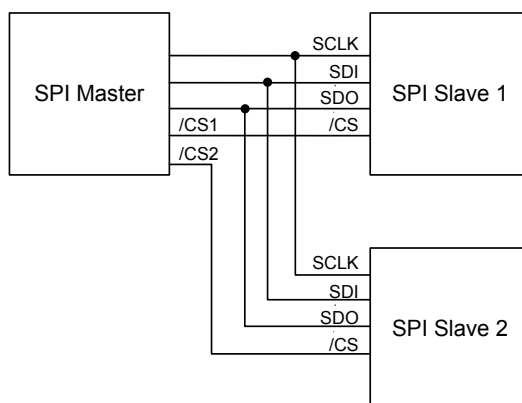 SPI Master
/CS1
/CS2
SCLK
SDI
SDO
/CS
SPI Slave 1
SCLK
SDI
SDO
/CS
SPI Slave 2